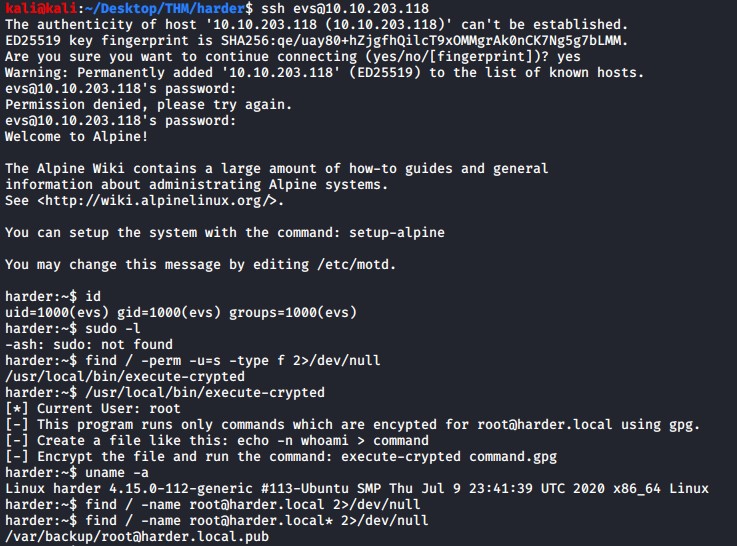 kali@kali:~/Desktop/THM/harder$ ssh evs@10.10.203.118
The authenticity of host '10.10.203.118 (10.10.203.118)' can't be established.
ED25519 key fingerprint is SHA256:qe/uay80+hZjgfhQilcT9xOMMgrAk0nCK7Ng5g7bLMM.
Are you sure you want to continue connecting (yes/no/[fingerprint])? yes
Warning: Permanently added '10.10.203.118' (ED25519) to the list of known hosts.
evs@10.10.203.118's password:
Permission denied, please try again.
evs@10.10.203.118's password:
Welcome to Alpine!
The Alpine Wiki contains a large amount of how-to guides and general
information about administrating Alpine systems.
See <http://wiki.alpinelinux.org/>.
You can setup the system with the command: setup-alpine
You may change this message by editing /etc/motd.
harder:~$ id
uid=1000(evs) gid=1000(evs) groups=1000(evs)
harder:~$ sudo -l
-ash: sudo: not found
harder:~$ find / -perm -u=s -type f 2>/dev/null
/usr/local/bin/execute-crypted
harder:~$ /usr/local/bin/execute-crypted
[*] Current User: root
[-] This program runs only commands which are encypted for root@harder.local using gpg.
[-] Create a file like this: echo -n whoami > command
[-] Encrypt the file and run the command: execute-crypted command.gpg
harder:~$ uname -a
Linux harder 4.15.0-112-generic #113-Ubuntu SMP Thu Jul 9 23:41:39 UTC 2020 x86_64 Linux
harder:~$ find / -name root@harder.local 2>/dev/null
harder:~$ find / -name root@harder.local* 2>/dev/null
/var/backup/root@harder.local.pub